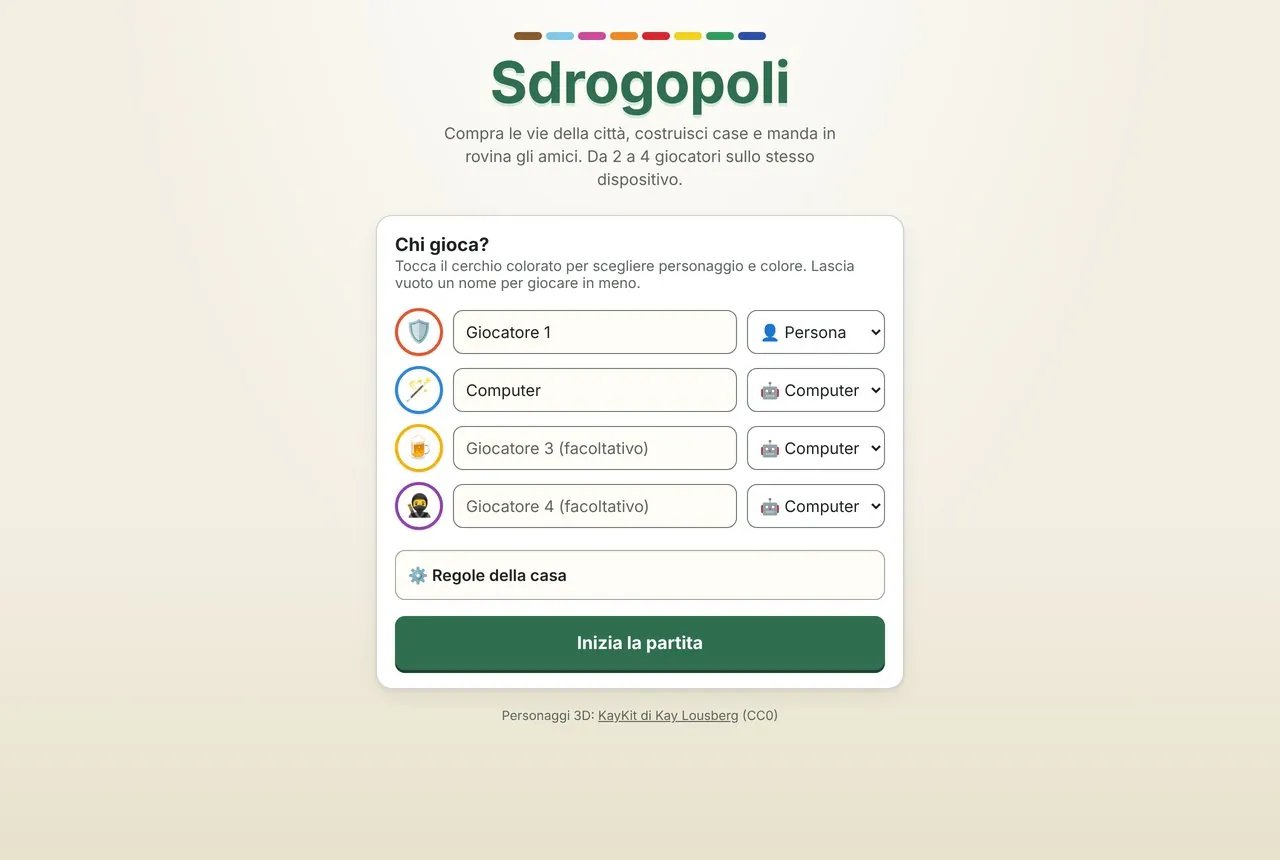 Sdrogopoli
Compra le vie della città, costruisci case e manda in
rovina gli amici. Da 2 a 4 giocatori sullo stesso
dispositivo.
Chi gioca?
Tocca il cerchio colorato per scegliere personaggio e colore. Lascia
vuoto un nome per giocare in meno.
Giocatore 1
👤 Persona
Computer
🤖 Computer
Giocatore 3 (facoltativo)
🤖 Computer
Giocatore 4 (facoltativo)
🤖 Computer
⚙️ Regole della casa
Inizia la partita
Personaggi 3D: KayKit di Kay Lousberg (CC0)